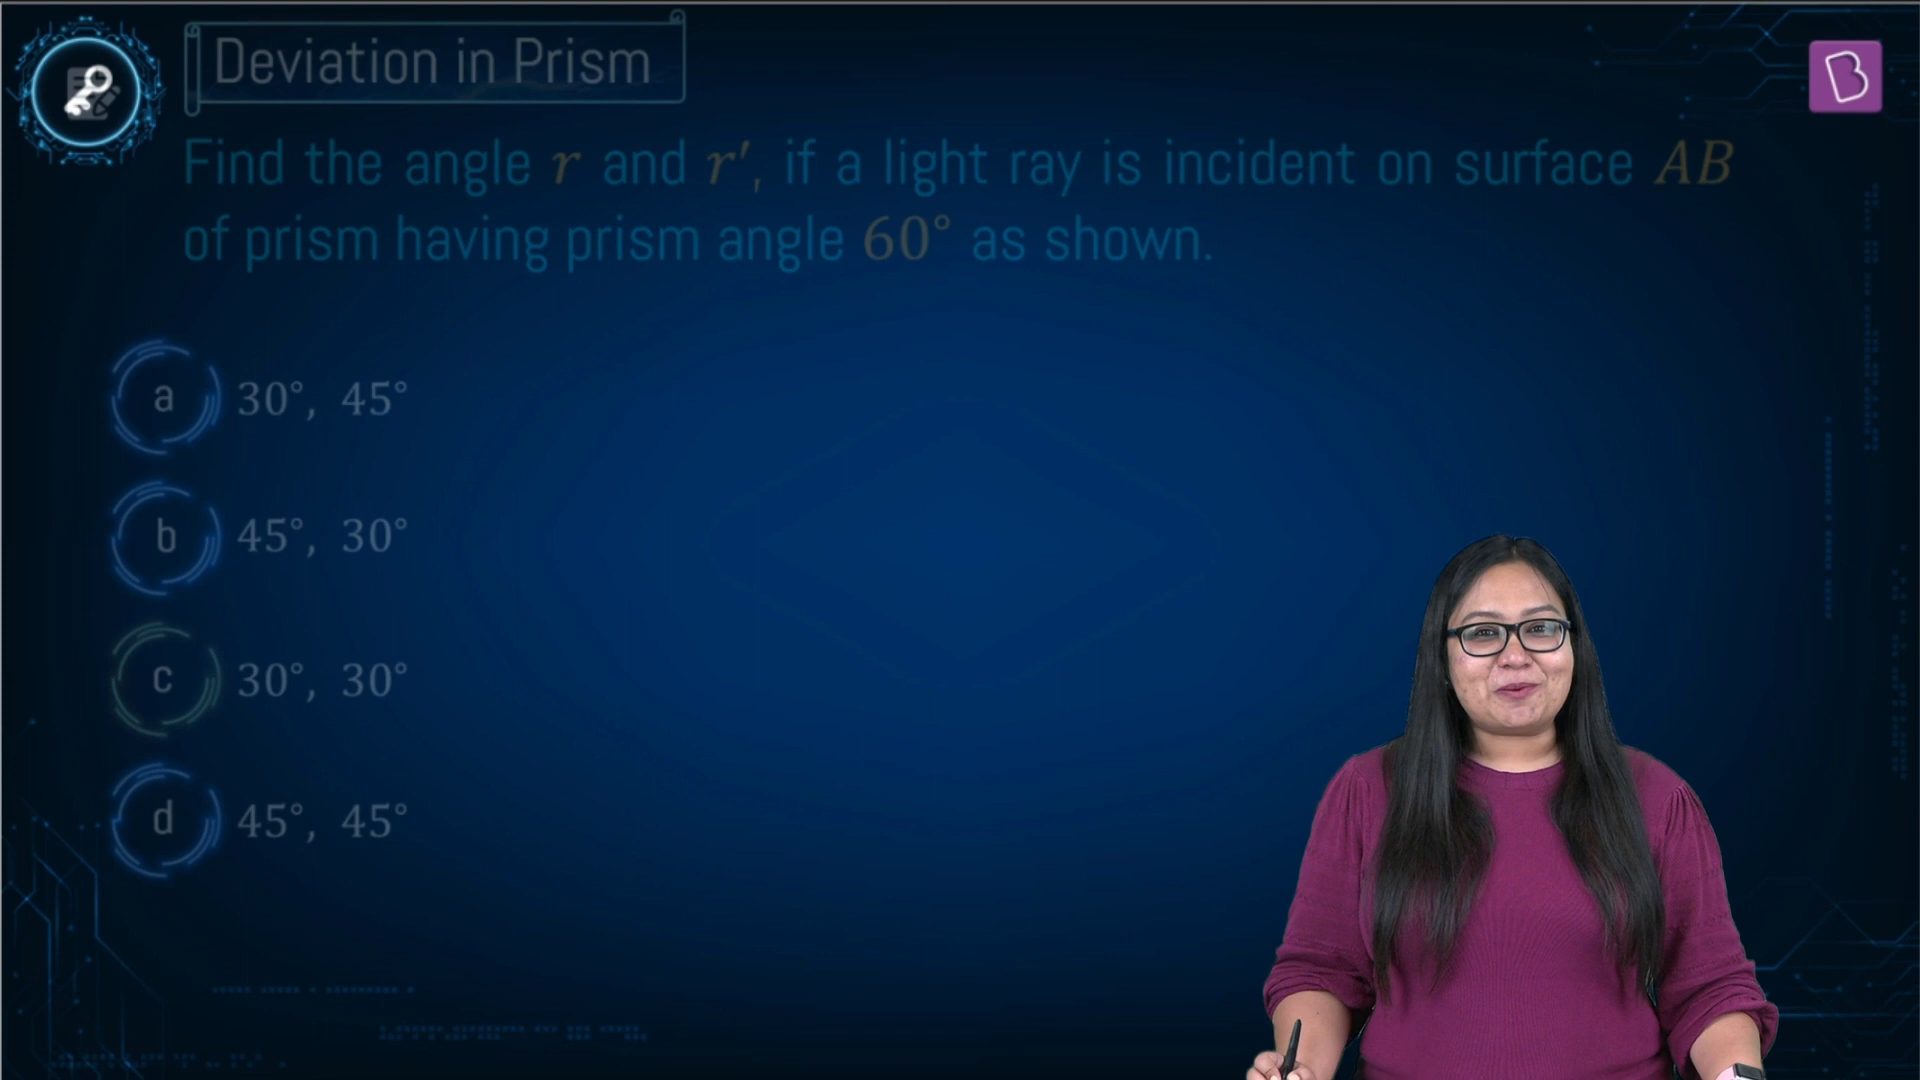 Deviation in Prism
Find the angle r and r′, if a light ray is incident on surface AB
of prism having prism angle 60° as shown.
a 30°, 45°
b 45°, 30°
c 30°, 30°
d 45°, 45°